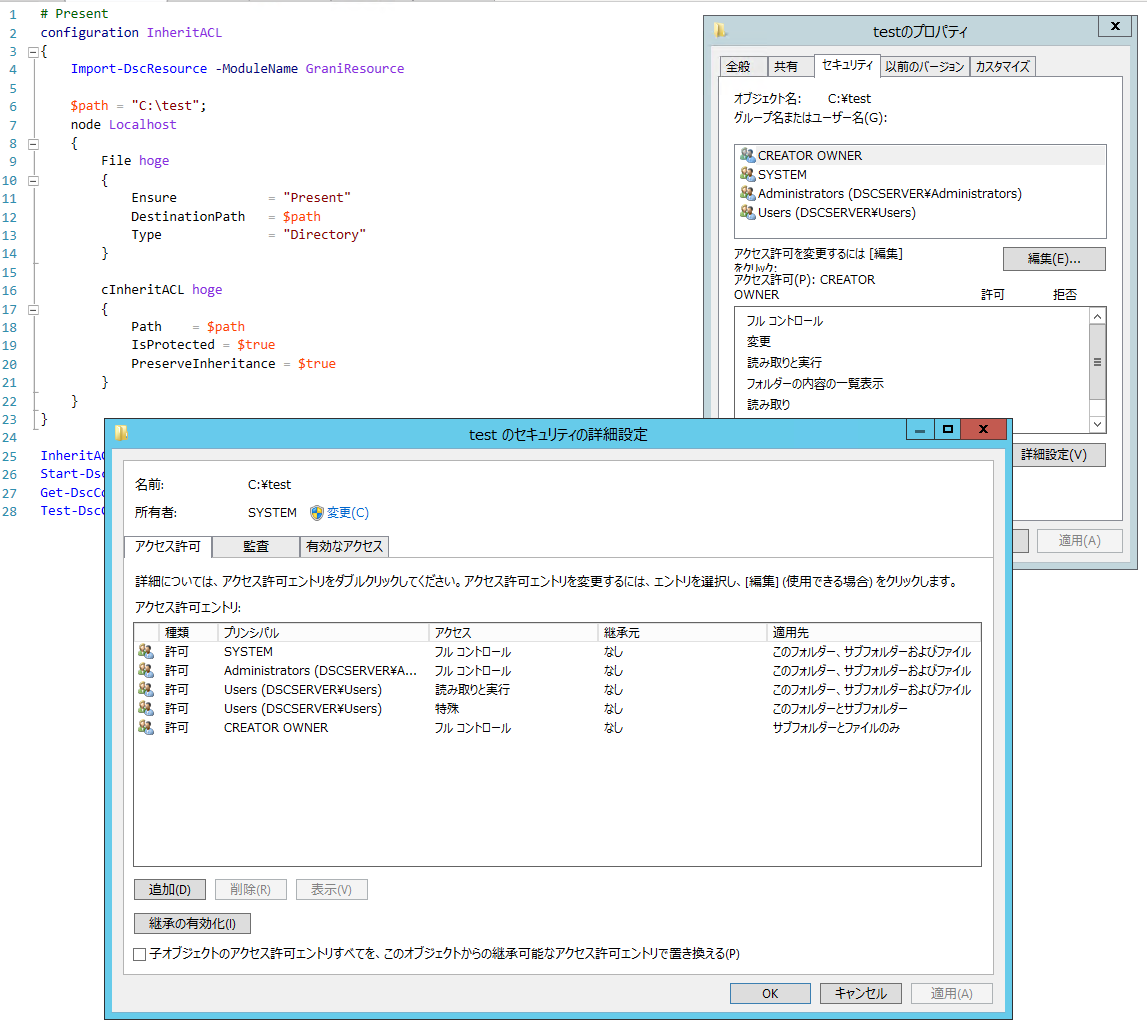 1 # Present
2 configuration InheritACL
3 {
4 Import-DscResource -ModuleName GraniResource
5
6 $path = "C:\test";
7 node Localhost
8 {
9 File hoge
10 {
11 Ensure = "Present"
12 DestinationPath = $path
13 Type = "Directory"
14 }
15
16 cInheritACL hoge
17 {
18 Path = $path
19 IsProtected = $true
20 PreserveInheritance = $true
21 }
22 }
23 }
24
25 InheritAC
26 Start-Dsc
27 Get-DscCo
28 Test-DscC
testのプロパティ
全般 共有 セキュリティ 以前のバージョン カスタマイズ
オブジェクト名: C:¥test
グループ名またはユーザー名(G):
CREATOR OWNER
SYSTEM
Administrators (DSCSERVER¥Administrators)
Users (DSCSERVER¥Users)
アクセス許可を変更するには [編集]
をクリック:
編集(E)...
アクセス許可(P): CREATOR
OWNER 許可 拒否
フル コントロール
変更
読み取りと実行
フォルダーの内容の一覧表示
読み取り
詳細設定(V)
適用(A)
test のセキュリティの詳細設定
名前: C:¥test
所有者: SYSTEM 変更(C)
アクセス許可 監査 有効なアクセス
詳細については、アクセス許可エントリをダブルクリックしてください。アクセス許可エントリを変更するには、エントリを選択し、[編集] (使用できる場合) をクリックします。
アクセス許可エントリ:
種類 プリンシパル アクセス 継承元 適用先
許可 SYSTEM フル コントロール なし このフォルダー、サブフォルダーおよびファイル
許可 Administrators (DSCSERVER¥A... フル コントロール なし このフォルダー、サブフォルダーおよびファイル
許可 Users (DSCSERVER¥Users) 読み取りと実行 なし このフォルダー、サブフォルダーおよびファイル
許可 Users (DSCSERVER¥Users) 特殊 なし このフォルダーとサブフォルダー
許可 CREATOR OWNER フル コントロール なし サブフォルダーとファイルのみ
追加(D) 削除(R) 表示(V)
継承の有効化(I)
子オブジェクトのアクセス許可エントリすべてを、このオブジェクトからの継承可能なアクセス許可エントリで置き換える(P)
OK キャンセル 適用(A)